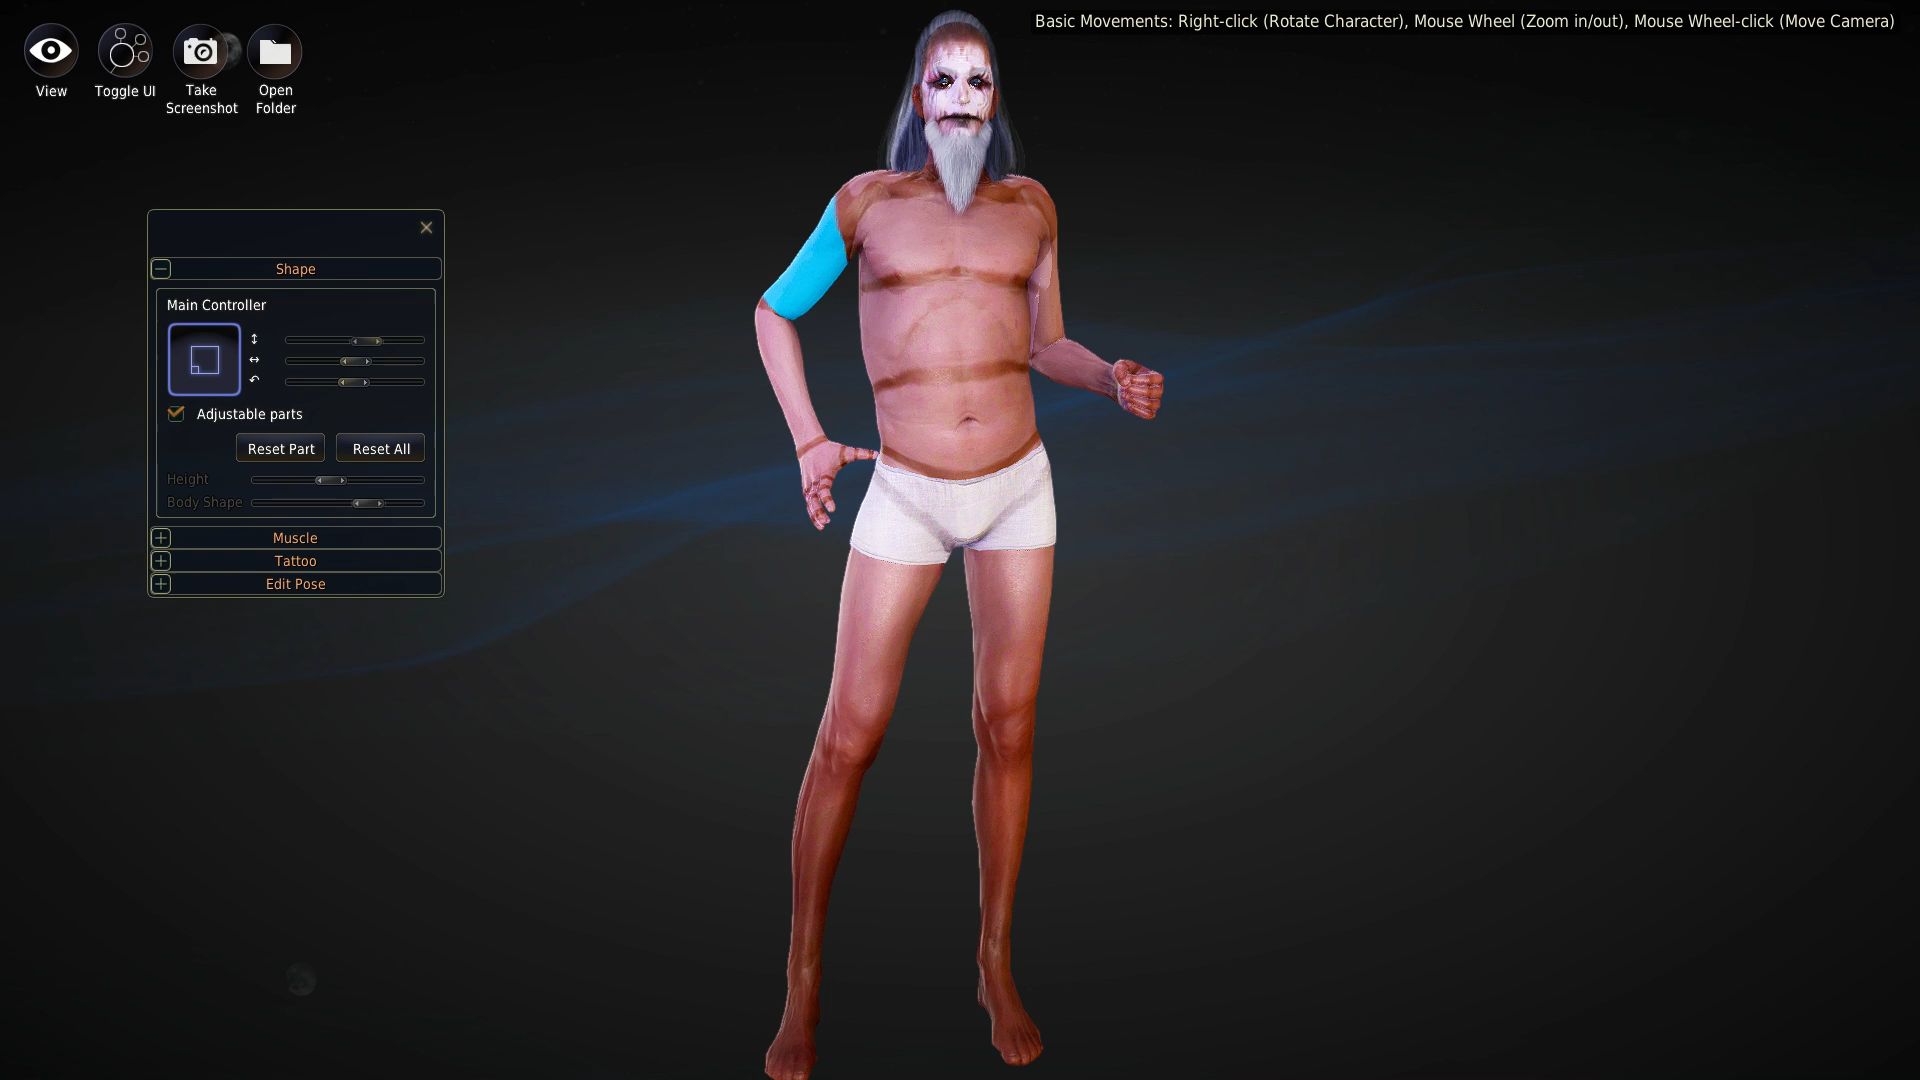 Basic Movements: Right-click (Rotate Character), Mouse Wheel (Zoom in/out), Mouse Wheel-click (Move Camera)
View
Toggle UI
Take
Screenshot
Open
Folder
Shape
Main Controller
Adjustable parts
Reset Part
Reset All
Height
Body Shape
Muscle
Tattoo
Edit Pose